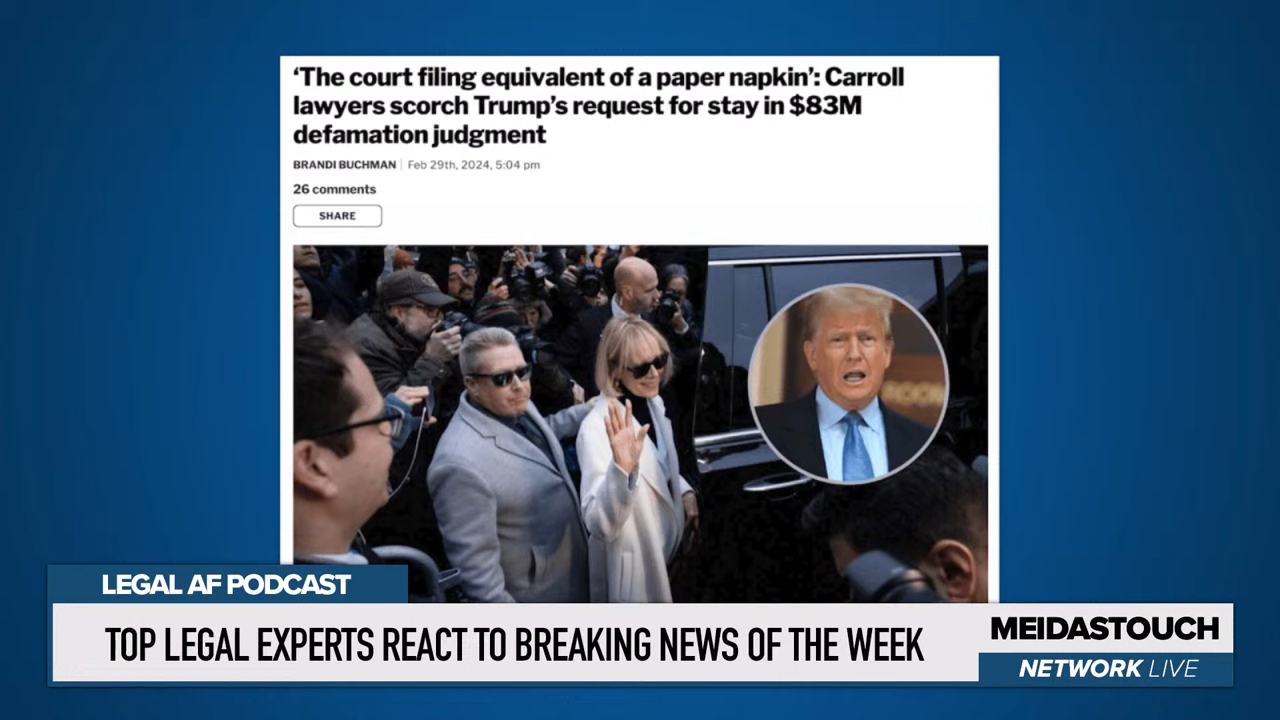 ‘The court filing equivalent of a paper napkin’: Carroll
lawyers scorch Trump’s request for stay in $83M
defamation judgment
BRANDI BUCHMAN | Feb 29th, 2024, 5:04 pm
26 comments
SHARE
ROOM
LEGAL AF PODCAST
TOP LEGAL EXPERTS REACT TO BREAKING NEWS OF THE WEEK
MEIDASTOUCH
NETWORK LIVE